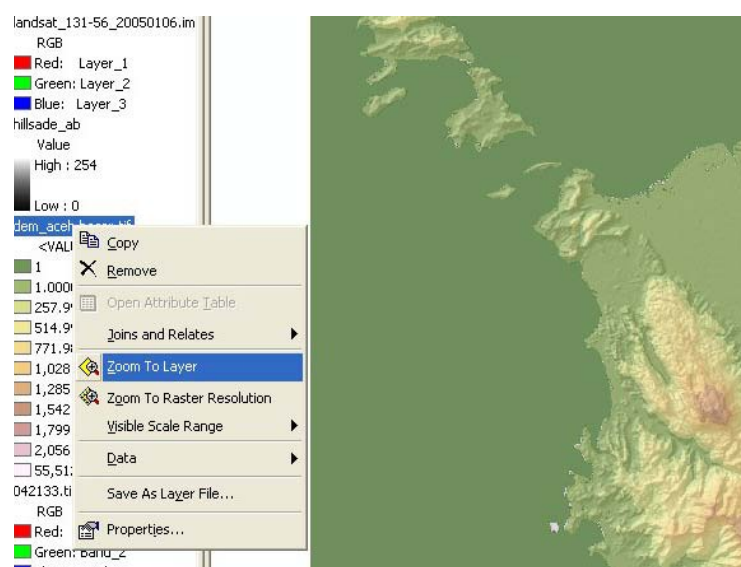 landsat_131-56_20050106.im
RGB
Red: Layer_1
Green: Layer_2
Blue: Layer_3
hillsade_ab
Value
High : 254
Low : 0
dem_aceh
<VAL
1
1.000
257.9
514.9
771.98
1,028
1,285
1,542
1,799
2,056
55,51
042133.ti
RGB
Red:
Green: Band_2
Copy
Remove
Open Attribute Table
Joins and Relates
Zoom To Layer
Zoom To Raster Resolution
Visible Scale Range
Data
Save As Layer File...
Properties...